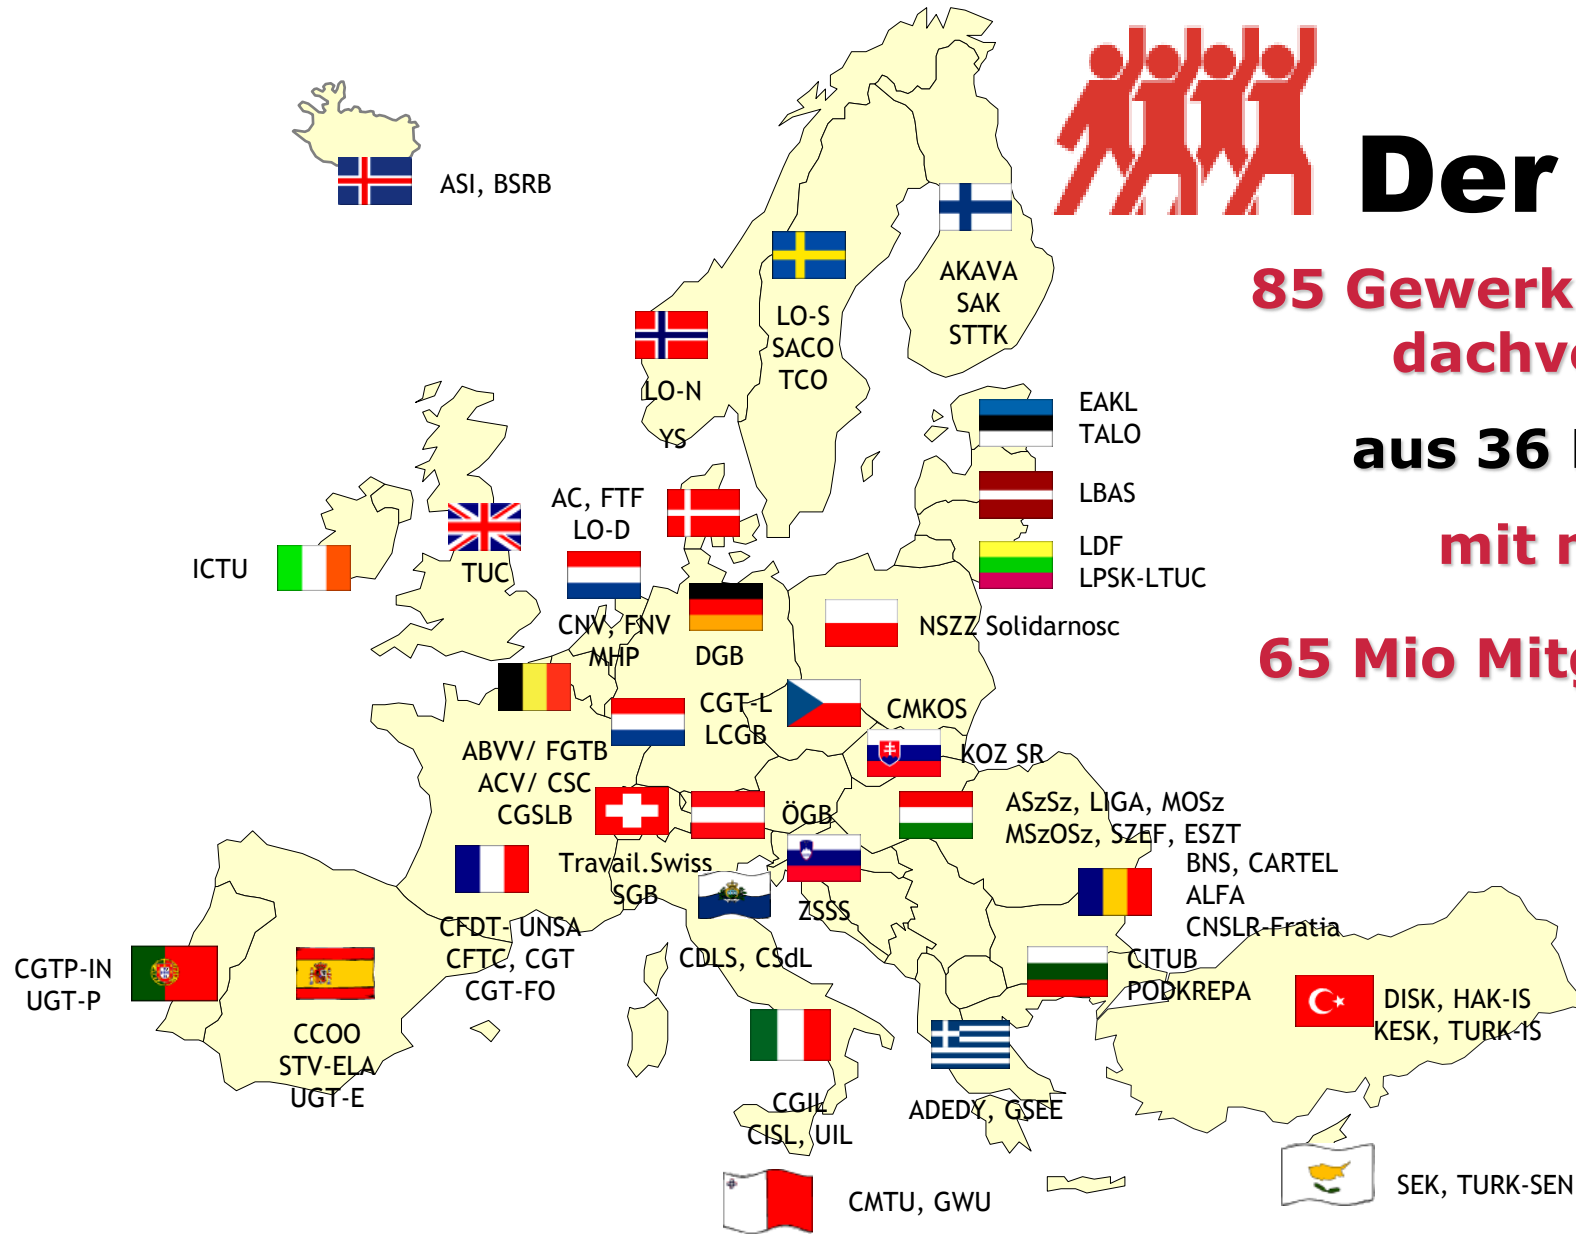 Der
85 Gewerk
dachve
aus 36
mit
65 Mio Mitg
ASI, BSRB
AKAVA
SAK
STTK
LO-S
SACO
TCO
LO-N
YS
EAKL
TALO
LBAS
LDF
LPSK-LTUC
AC, FTF
LO-D
ICTU
TUC
CNV, FNV
MHP
DGB
NSZZ Solidarnosc
CGT-L
LCGB
CMKOS
KOZ SR
ABVV/ FGTB
ACV/ CSC
CGSLB
ÖGB
ASzSz, LIGA, MOSz
MSzOSz, SZEF, ESZT
Travail.Swiss
SGB
ZSSS
BNS, CARTEL
ALFA
CNSLR-Fratia
CFDT- UNSA
CFTC, CGT
CGT-FO
CDLS, CSdL
CITUB
PODKREPA
CGTP-IN
UGT-P
CCOO
STV-ELA
UGT-E
DISK, HAK-IS
KESK, TURK-IS
CGIL
CISL, UIL
ADEDY, GSEE
CMTU, GWU
SEK, TURK-SEN